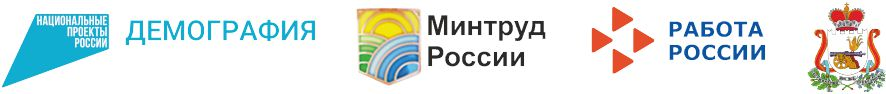 НАЦИОНАЛЬНЫЕ
ПРОЕКТЫ
РОССИИ
ДЕМОГРАФИЯ
Минтруд
России
РАБОТА
РОССИИ